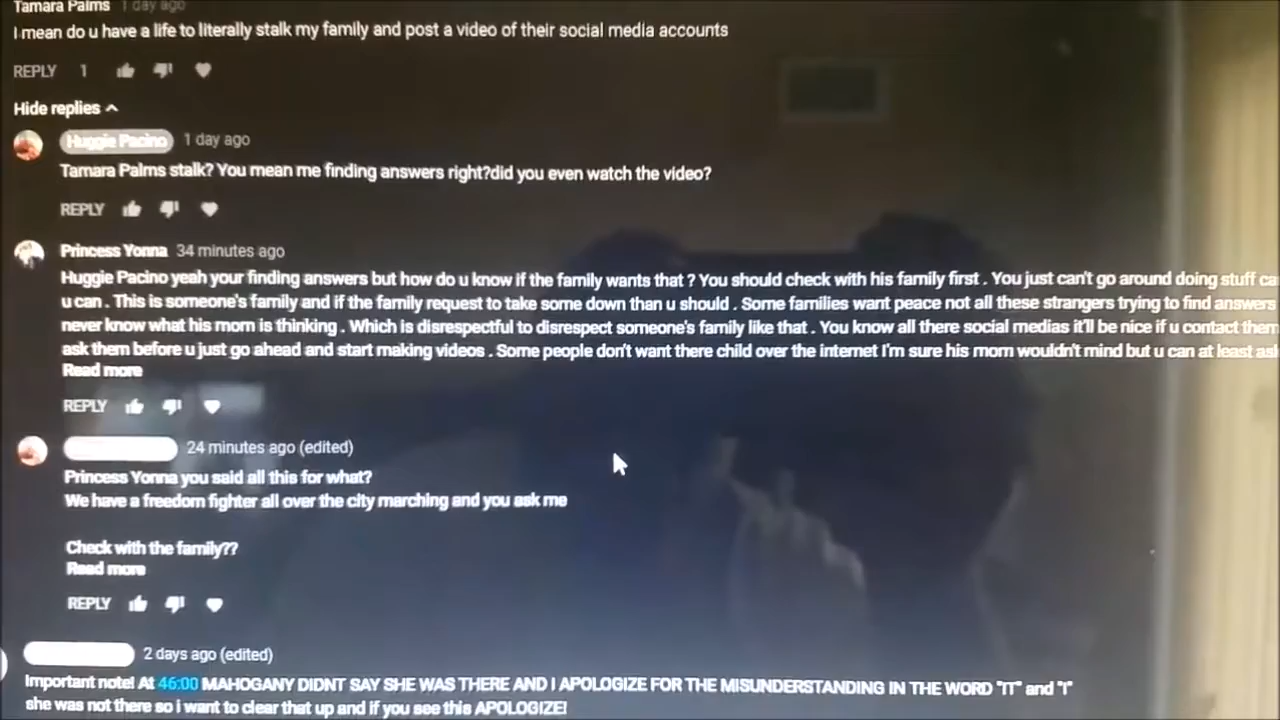 Tamara Palms 1 day ago
I mean do u have a life to literally stalk my family and post a video of their social media accounts
REPLY 1
Hide replies
Huggie Pacino 1 day ago
Tamara Palms stalk? You mean me finding answers right?did you even watch the video?
REPLY
Princess Yonna 34 minutes ago
Huggie Pacino yeah your finding answers but how do u know if the family wants that ? You should check with his family first . You just can't go around doing stuff
u can . This is someone's family and if the family request to take some down than u should . Some families want peace not all these strangers trying to find answers
never know what his mom is thinking . Which is disrespectful to disrespect someone's family like that . You know all there social medias it'll be nice if u contact them
ask them before u just go ahead and start making videos . Some people don't want there child over the internet I'm sure his mom wouldn't mind but u can at least
Read more
REPLY
24 minutes ago (edited)
Princess Yonna you said all this for what?
We have a freedom fighter all over the city marching and you ask me
Check with the family??
Read more
REPLY
2 days ago (edited)
Important note! At 46:00 MAHOGANY DIDNT SAY SHE WAS THERE AND I APOLOGIZE FOR THE MISUNDERSTANDING IN THE WORD "IT" and "I"
she was not there so i want to clear that up and if you see this APOLOGIZE!